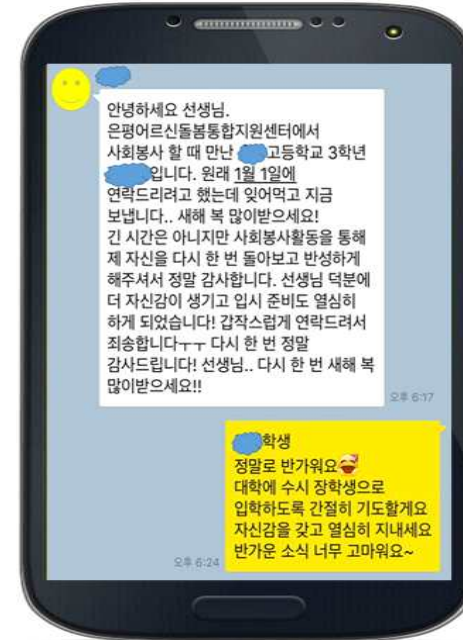 안녕하세요 선생님.
은평어르신돌봄통합지원센터에서
사회봉사 할 때 만난 고등학교 3학년
입니다. 원래 1월 1일에
연락드리려고 했는데 잊어먹고 지금
보냅니다.. 새해 복 많이받으세요!
긴 시간은 아니지만 사회봉사활동을 통해
제 자신을 다시 한 번 돌아보고 반성하게
해주셔서 정말 감사합니다. 선생님 덕분에
더 자신감이 생기고 입시 준비도 열심히
하게 되었습니다! 갑작스럽게 연락드려서
죄송합니다ㅜㅜ 다시 한 번 정말
감사드립니다! 선생님.. 다시 한 번 새해 복
많이받으세요!!
오후 6:17
학생
정말로 반가워요🥰
대학에 수시 장학생으로
입학하도록 간절히 기도할게요
자신감을 갖고 열심히 지내세요
반가운 소식 너무 고마워요~
오후 6:24